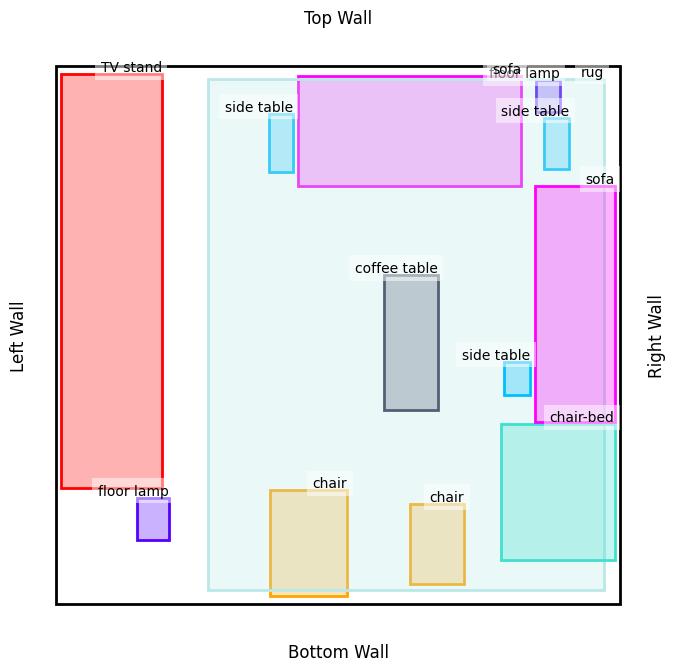 Top Wall
TV stand
sofa
floor lamp
rug
side table
side table
sofa
coffee table
Left Wall
Right Wall
side table
chair-bed
chair
floor lamp
chair
Bottom Wall